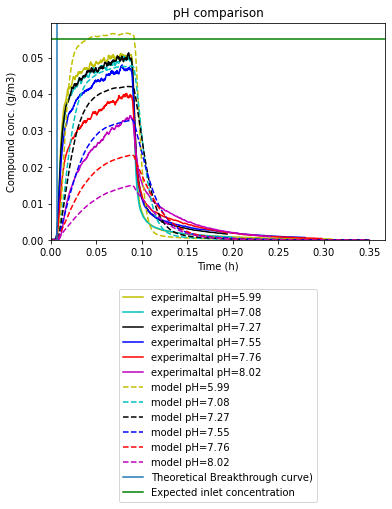 pH comparison
Compound conc. (g/m3)
0.05
0.04
0.03
0.02
0.01
0.00
0.00 0.05 0.10 0.15 0.20 0.25 0.30 0.35
Time (h)
experimaltal pH=5.99
experimaltal pH=7.08
experimaltal pH=7.27
experimaltal pH=7.55
experimaltal pH=7.76
experimaltal pH=8.02
model pH=5.99
model pH=7.08
model pH=7.27
model pH=7.55
model pH=7.76
model pH=8.02
Theoretical Breakthrough curve)
Expected inlet concentration